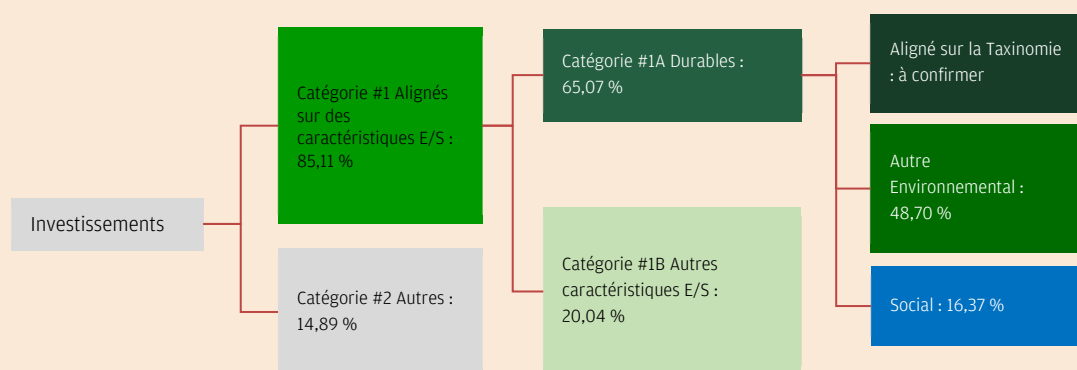 Investissements
Catégorie #1 Alignés
sur des
caractéristiques E/S :
85,11 %
Catégorie #2 Autres :
14,89 %
Catégorie #1A Durables :
65,07 %
Catégorie #1B Autres
caractéristiques E/S :
20,04 %
Aligné sur la Taxinomie
: à confirmer
Autre
Environnemental :
48,70 %
Social : 16,37 %